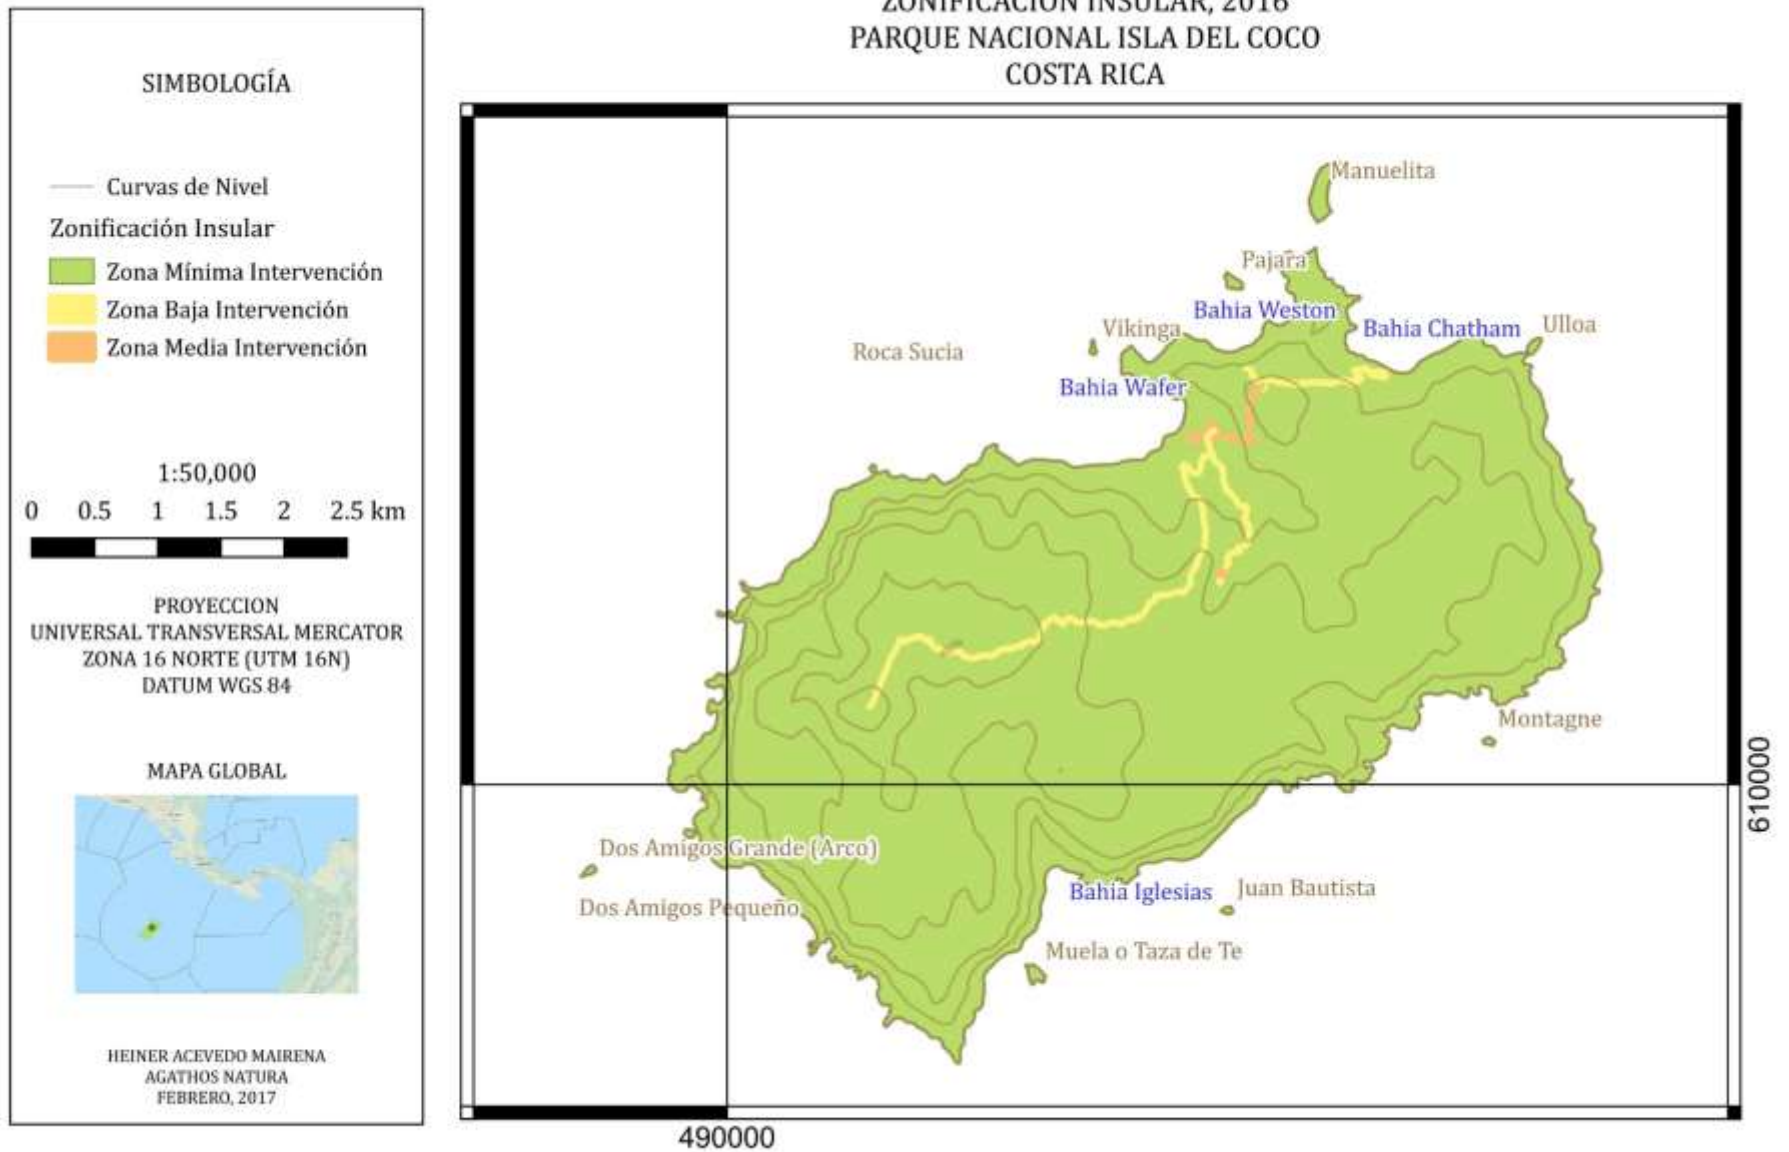 ZONIFICACIÓN INSULAR, 2016
PARQUE NACIONAL ISLA DEL COCO
COSTA RICA
SIMBOLOGÍA
Curvas de Nivel
Zonificación Insular
Zona Mínima Intervención
Zona Baja Intervención
Zona Media Intervención
1:50,000
0 0.5 1 1.5 2 2.5 km
PROYECCION
UNIVERSAL TRANSVERSAL MERCATOR
ZONA 16 NORTE (UTM 16N)
DATUM WGS 84
MAPA GLOBAL
HEINER ACEVEDO MAIRENA
AGATHOS NATURA
FEBRERO, 2017
Manuelita
Pajara
Bahia Weston
Vikinga
Bahia Chatham
Ulloa
Roca Sucia
Bahia Wafer
Montagne
610000
Dos Amigos Grande (Arco)
Bahia Iglesias
Juan Bautista
Dos Amigos Pequeño
Muela o Taza de Te
490000